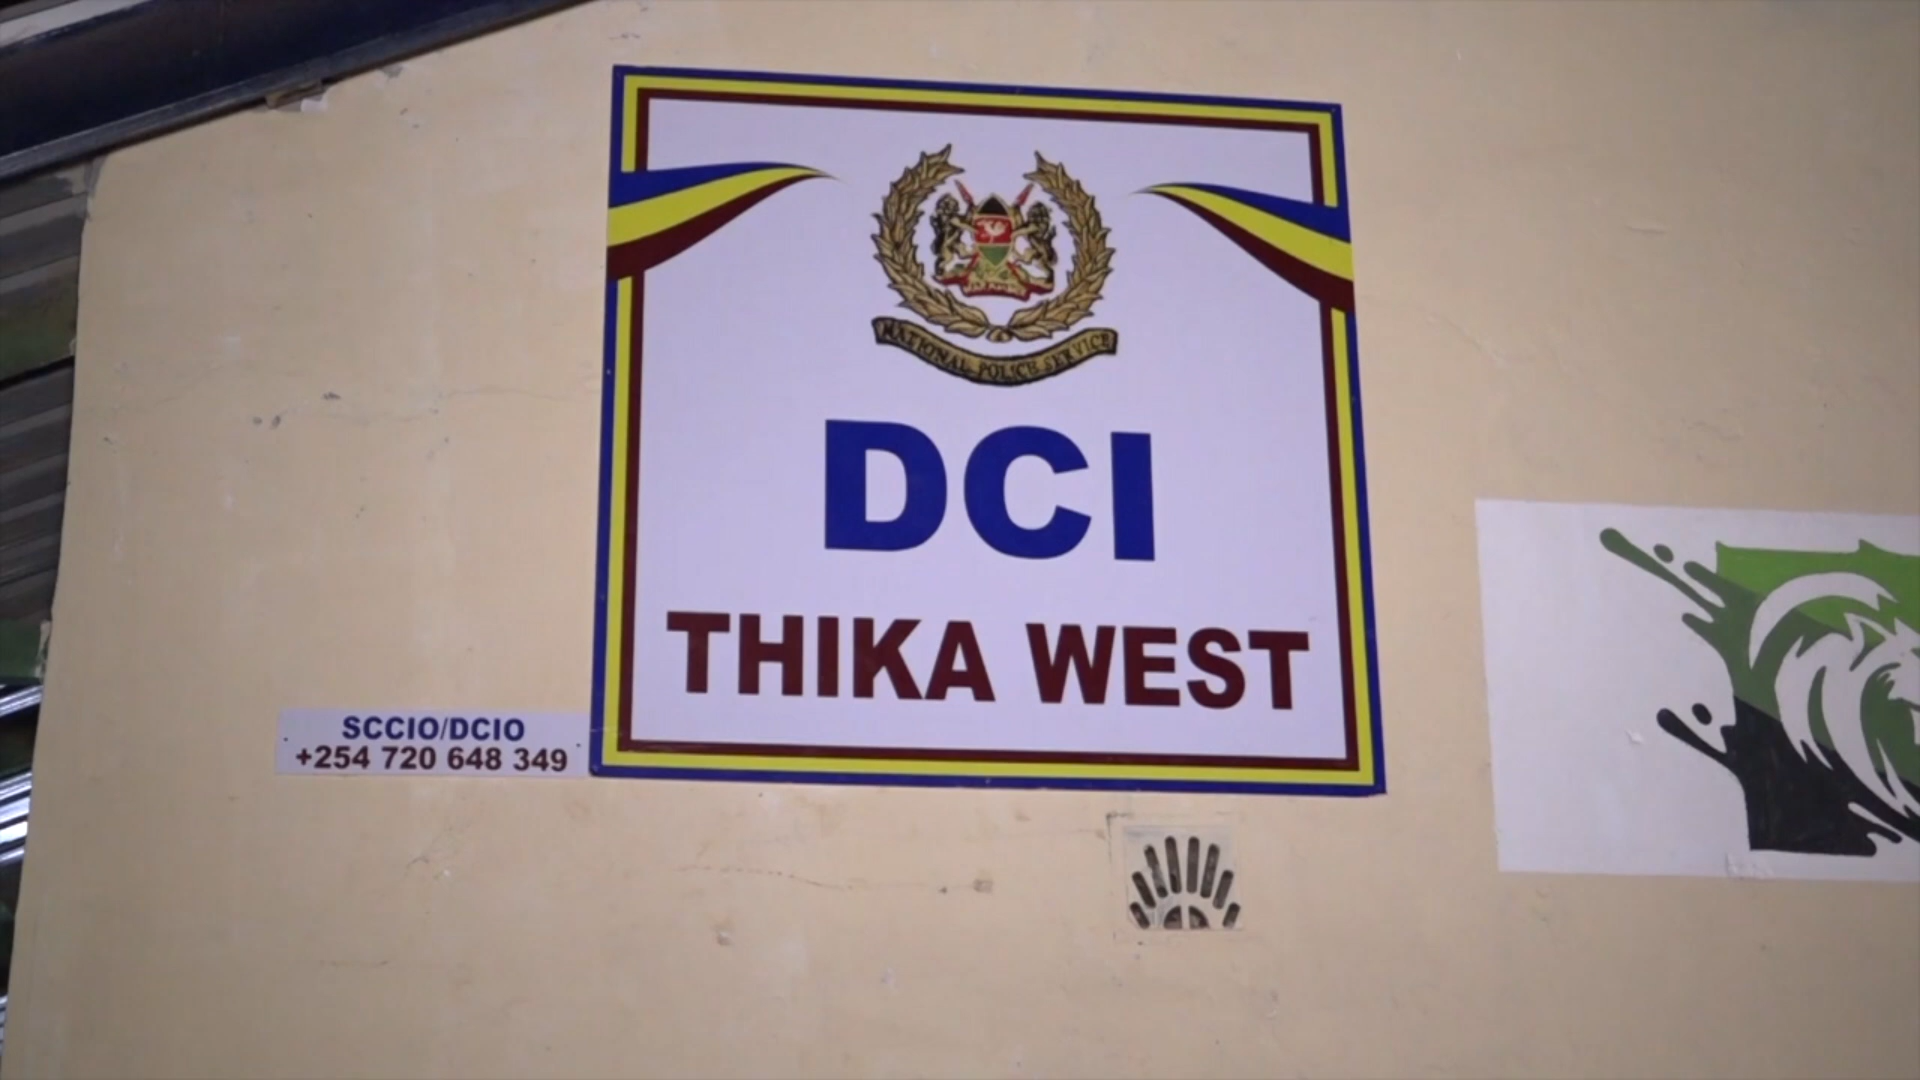 NATIONAL POLICE SERVICE
DCI
THIKA WEST
SCCIO/DCIO
+254 720 648 349